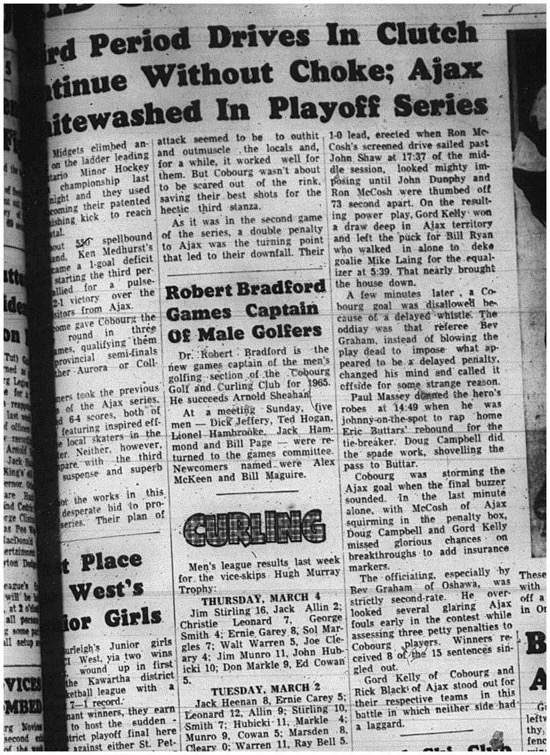 ird Period Drives In Clutch
ntinue Without Choke; Ajax
hitewashed In Playoff Series
Midgets climbed an-
on the ladder leading
tario Minor Hockey
championship last
night and they used
coming their patented
ishing kick to reach
tal.
out 550 spellbound
and, Ken Medhurst's
came a 1-goal deficit
starting the third per-
allied for a pulse-
2-1 victory over the
sitors from Ajax.
ome gave Cobourg the
round in three
ames, qualifying them
provincial semi-finals
ther Aurora or Coll-
ners took the previous
of the Ajax series,
d 6-4 scores, both of
featuring inspired eff-
e local skaters in the
er. Neither, however,
pare with the third
suspense and superb
ot the works in this
desperate bid to pro-
series. Their plan of
attack seemed to be to outhit
and outmuscle the locals and,
for a while, it worked well for
them. But Cobourg wasn't about
to be scared out of the rink,
saving their best shots for the
hectic third stanza.
As it was in the second game
of the series, a double penalty
to Ajax was the turning point
that led to their downfall. Their
Robert Bradford
Games Captain
Of Male Golfers
Dr. Robert Bradford is the
new games captain of the men's
golfing section of the Cobourg
Golf and Curling Club for 1965.
He succeeds Arnold Sheahan.
At a meeting Sunday, five
men — Dick Jeffery, Ted Hogan,
Lionel Hambrooke, Jack Ham-
mond and Bill Page — were re-
turned to the games committee.
Newcomers named were Alex
McKeen and Bill Maguire.
CURLING
Men's league results last week
for the vice-skips Hugh Murray
Trophy:
THURSDAY, MARCH 4
Jim Stirling 16, Jack Allin 2;
Christie Leonard 7, George
Smith 4; Ernie Garey 8, Sol Mar-
gles 7; Walt Warren 5, Joe Cle-
ary 4; Jim Munro 11, John Hub-
icki 10; Don Markle 9, Ed Cowan
5.
TUESDAY, MARCH 2
Jack Heenan 8, Ernie Carey 5;
Leonard 12, Allin 9; Stirling 10,
Smith 7; Hubicki 11, Markle 4;
Munro 9, Cowan 5; Marsden 8,
Cleary 0; Warren 11, Ray Bell 5.
1-0 lead, erected when Ron Mc-
Cosh's screened drive sailed past
John Shaw at 17:37 of the mid-
dle session, looked mighty im-
posing until John Dunphy and
Ron McCosh were thumbed off
73 second apart. On the result-
ing power play, Gord Kelly won
a draw deep in Ajax territory
and left the puck for Bill Ryan
who walked in alone to deke
goalie Mike Laing for the equal-
izer at 5:39. That nearly brought
the house down.
A few minutes later, a Co-
bourg goal was disallowed be-
cause of a delayed whistle. The
oddiay was that referee Bev
Graham, instead of blowing the
play dead to impose what ap-
peared to be a delayed penalty,
changed his mind and called it
offside for some strange reason.
Paul Massey donned the hero's
robes at 14:49 when he was
johnny-on-the-spot to rap home
Eric Buttars' rebound for the
tie-breaker. Doug Campbell did
the spade work, shovelling the
pass to Buttar.
Cobourg was storming the
Ajax goal when the final buzzer
sounded. In the last minute
alone, with McCosh of Ajax
squirming in the penalty box,
Doug Campbell and Gord Kelly
missed glorious chances on
breakthroughs to add insurance
markers.
The officiating, especially by
Bev Graham of Oshawa, was
strictly second-rate. He over-
looked several glaring Ajax
fouls early in the contest while
assessing three petty penalties to
Cobourg players. Winners re-
ceived 8 of the 15 sentences sin-
gled out.
Gord Kelly of Cobourg and
Rick Black of Ajax stood out for
their respective teams in this
battle in which neither side had
a laggard.
t Place
West's
ior Girls
urleigh's Junior girls
I West, via two wins
wound up in first
the Kawartha district
ketball league with a
7-1 record.
nant winners, they earn
to host the sudden
strict playoff final here
against either St. Pet-
These
with
off a
in Or